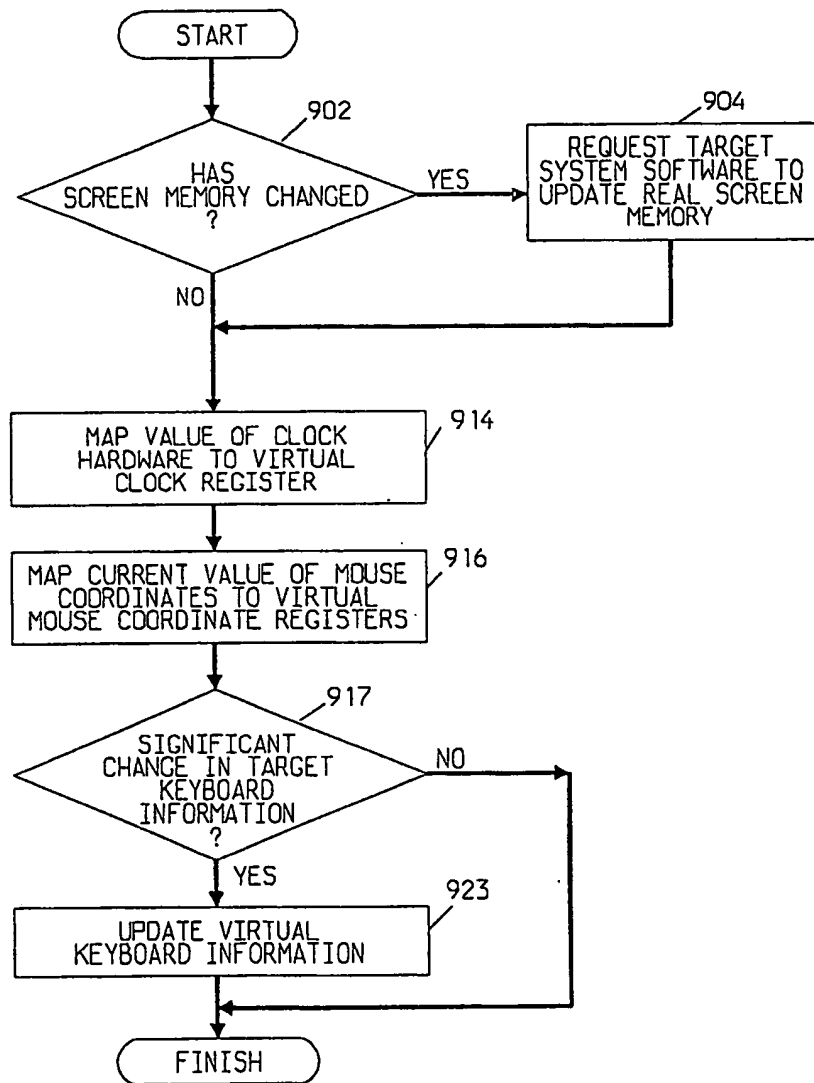 START
902
HAS
SCREEN MEMORY CHANGED
?
YES
904
REQUEST TARGET
SYSTEM SOFTWARE TO
UPDATE REAL SCREEN
MEMORY
NO
MAP VALUE OF CLOCK
HARDWARE TO VIRTUAL
CLOCK REGISTER
914
MAP CURRENT VALUE OF MOUSE
COORDINATES TO VIRTUAL
MOUSE COORDINATE REGISTERS
916
917
SIGNIFICANT
CHANGE IN TARGET
KEYBOARD
INFORMATION
?
NO
YES
923
UPDATE VIRTUAL
KEYBOARD INFORMATION
FINISH